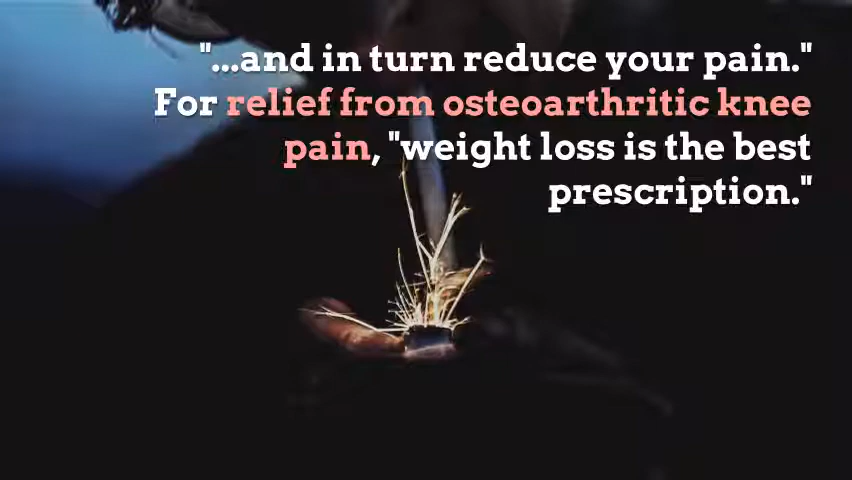 "...and in turn reduce your pain."
For relief from osteoarthritic knee
pain, "weight loss is the best
prescription."